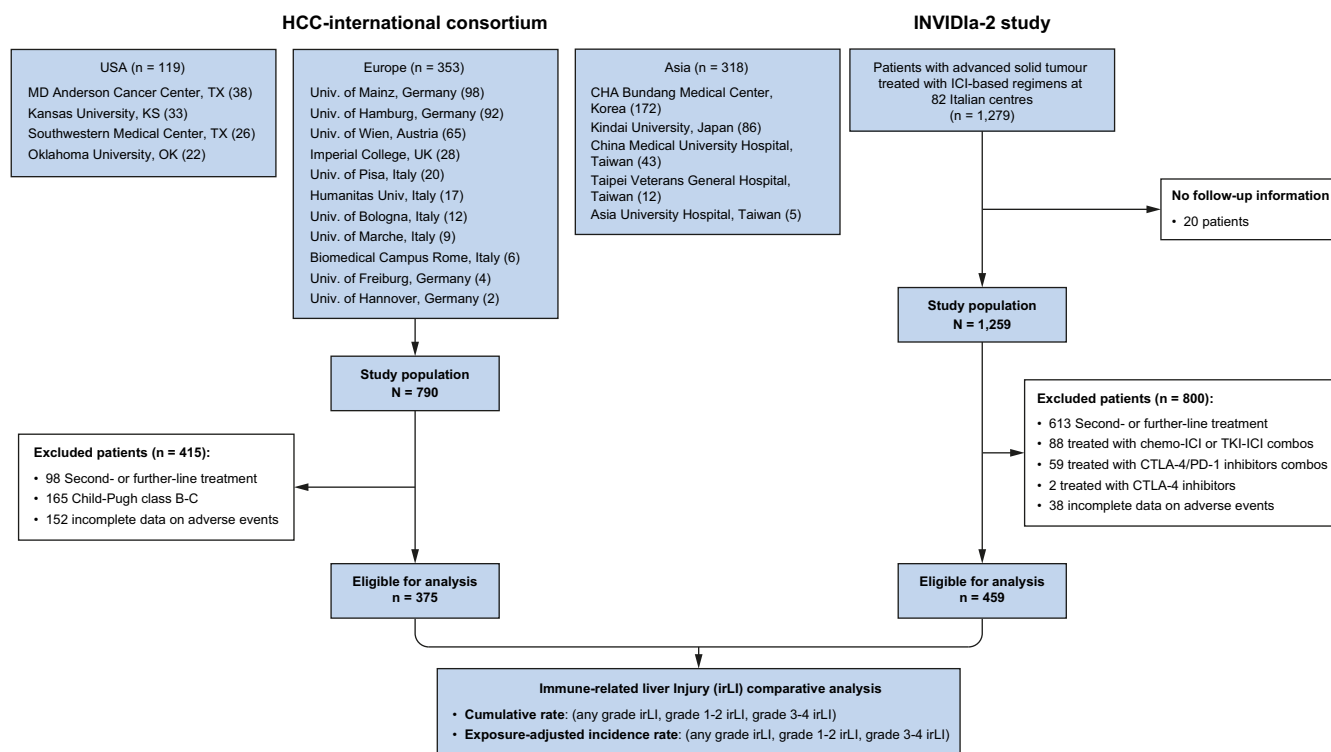 HCC-international consortium
USA (n = 119)
MD Anderson Cancer Center, TX (38)
Kansas University, KS (33)
Southwestern Medical Center, TX (26)
Oklahoma University, OK (22)
Europe (n = 353)
Univ. of Mainz, Germany (98)
Univ. of Hamburg, Germany (92)
Univ. of Wien, Austria (65)
Imperial College, UK (28)
Univ. of Pisa, Italy (20)
Humanitas Univ, Italy (17)
Univ. of Bologna, Italy (12)
Univ. of Marche, Italy (9)
Biomedical Campus Rome, Italy (6)
Univ. of Freiburg, Germany (4)
Univ. of Hannover, Germany (2)
Asia (n = 318)
CHA Bundang Medical Center,
Korea (172)
Kindai University, Japan (86)
China Medical University Hospital,
Taiwan (43)
Taipei Veterans General Hospital,
Taiwan (12)
Asia University Hospital, Taiwan (5)
Study population
N = 790
Excluded patients (n = 415):
• 98 Second- or further-line treatment
• 165 Child-Pugh class B-C
• 152 incomplete data on adverse events
Eligible for analysis
n = 375
INVIDIa-2 study
Patients with advanced solid tumour
treated with ICI-based regimens at
82 Italian centres
(n = 1,279)
No follow-up information
• 20 patients
Study population
N = 1,259
Excluded patients (n = 800):
• 613 Second- or further-line treatment
• 88 treated with chemo-ICI or TKI-ICI combos
• 59 treated with CTLA-4/PD-1 inhibitors combos
• 2 treated with CTLA-4 inhibitors
• 38 incomplete data on adverse events
Eligible for analysis
n = 459
Immune-related liver Injury (irLI) comparative analysis
• Cumulative rate: (any grade irLI, grade 1-2 irLI, grade 3-4 irLI)
• Exposure-adjusted incidence rate: (any grade irLI, grade 1-2 irLI, grade 3-4 irLI)